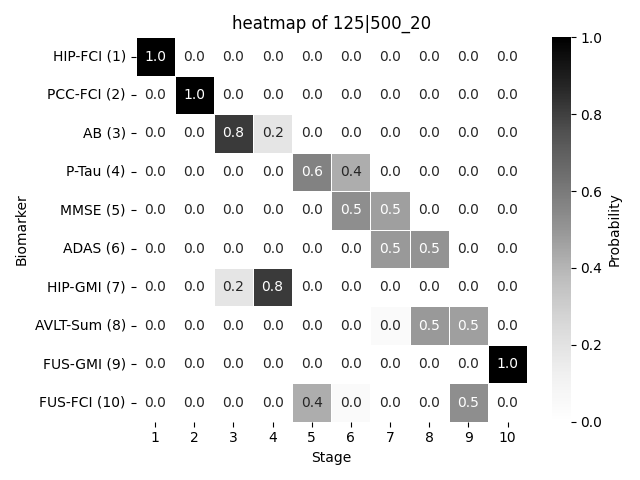 heatmap of 125|500_20
HIP-FCI (1) 1.0 0.0 0.0 0.0 0.0 0.0 0.0 0.0 0.0 0.0
PCC-FCI (2) 0.0 1.0 0.0 0.0 0.0 0.0 0.0 0.0 0.0 0.0
AB (3) 0.0 0.0 0.8 0.2 0.0 0.0 0.0 0.0 0.0 0.0
P-Tau (4) 0.0 0.0 0.0 0.0 0.6 0.4 0.0 0.0 0.0 0.0
MMSE (5) 0.0 0.0 0.0 0.0 0.0 0.5 0.5 0.0 0.0 0.0
ADAS (6) 0.0 0.0 0.0 0.0 0.0 0.0 0.5 0.5 0.0 0.0
HIP-GMI (7) 0.0 0.0 0.2 0.8 0.0 0.0 0.0 0.0 0.0 0.0
AVLT-Sum (8) 0.0 0.0 0.0 0.0 0.0 0.0 0.0 0.5 0.5 0.0
FUS-GMI (9) 0.0 0.0 0.0 0.0 0.0 0.0 0.0 0.0 0.0 1.0
FUS-FCI (10) 0.0 0.0 0.0 0.0 0.4 0.0 0.0 0.0 0.5 0.0
1 2 3 4 5 6 7 8 9 10
Stage
Biomarker
1.0
0.8
0.6
0.4
0.2
0.0
Probability